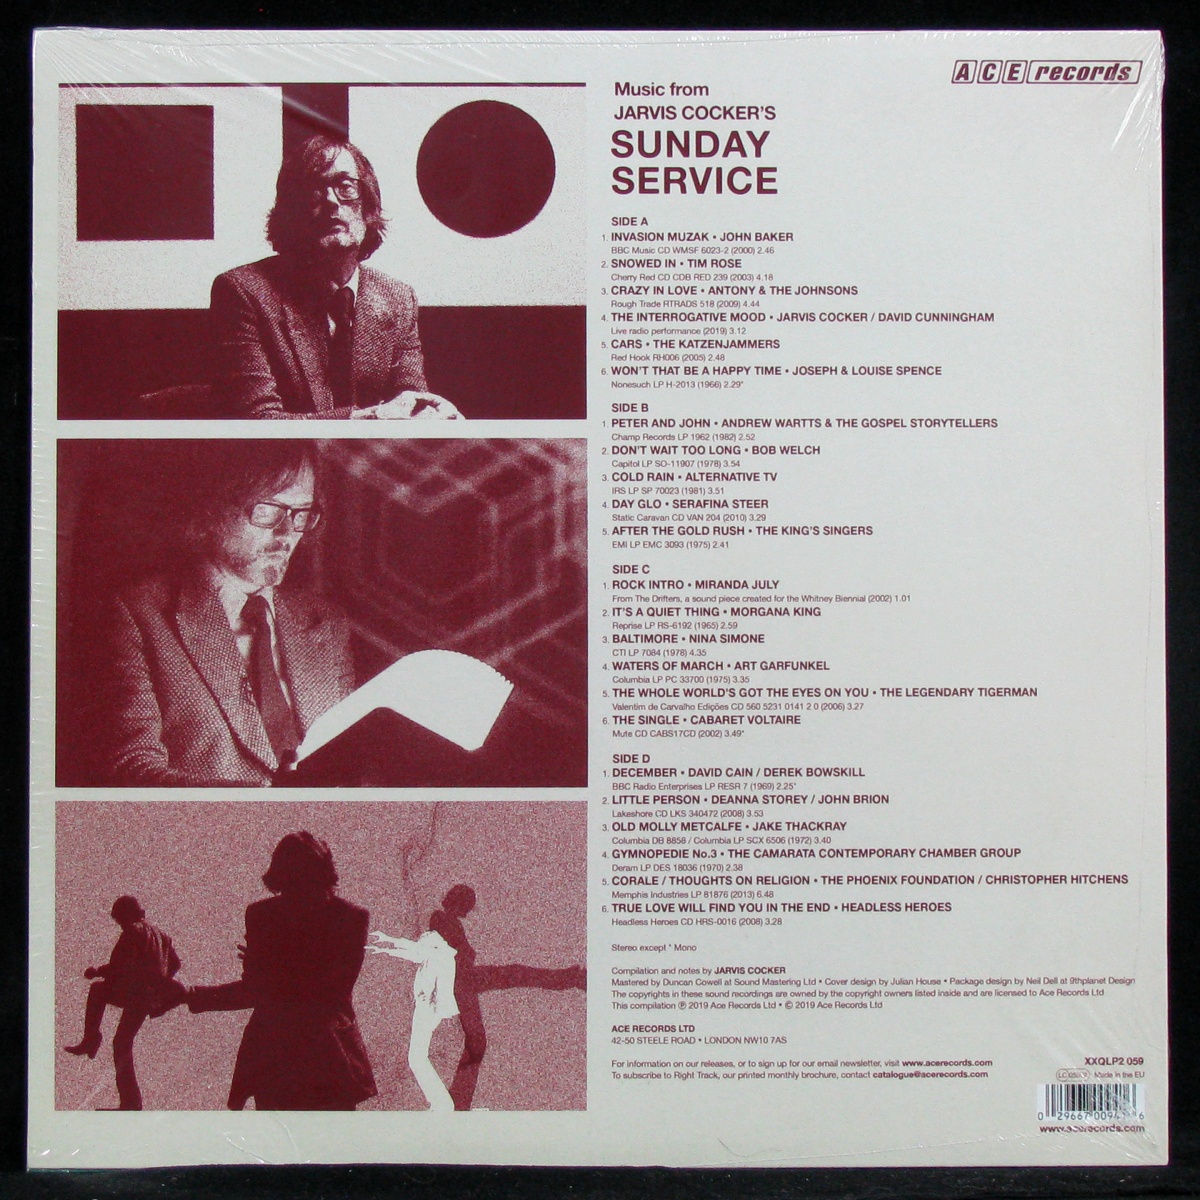 ACE records
Music from
JARVIS COCKER'S
SUNDAY
SERVICE
SIDE A
1. INVASION MUZAK • JOHN BAKER
BBC Music CD WMSF 6023-2 (2000) 2.46
2. SNOWED IN • TIM ROSE
Cherry Red CD CDB RED 239 (2003) 4.18
3. CRAZY IN LOVE • ANTONY & THE JOHNSONS
Rough Trade RTRADS 518 (2009) 4.44
4. THE INTERROGATIVE MOOD • JARVIS COCKER / DAVID CUNNINGHAM
Live radio performance (2019) 3.12
5. CARS • THE KATZENJAMMERS
Red Hook RH006 (2005) 2.48
6. WON'T THAT BE A HAPPY TIME • JOSEPH & LOUISE SPENCE
Nonesuch LP H-2013 (1966) 2.29*
SIDE B
1. PETER AND JOHN • ANDREW WARTTS & THE GOSPEL STORYTELLERS
Champ Records LP 1962 (1982) 2.52
2. DON'T WAIT TOO LONG • BOB WELCH
Capitol LP SO-11907 (1978) 3.54
3. COLD RAIN • ALTERNATIVE TV
IRS LP SP 70023 (1981) 3.51
4. DAY GLO • SERAFINA STEER
Static Caravan CD VAN 204 (2010) 3.29
5. AFTER THE GOLD RUSH • THE KING'S SINGERS
EMI LP EMC 3093 (1975) 2.41
SIDE C
1. ROCK INTRO • MIRANDA JULY
From The Drifters, a sound piece created for the Whitney Biennial (2002) 1.01
2. IT'S A QUIET THING • MORGANA KING
Reprise LP RS-6192 (1965) 2.59
3. BALTIMORE • NINA SIMONE
CTI LP 7084 (1978) 4.35
4. WATERS OF MARCH • ART GARFUNKEL
Columbia LP PC 33700 (1975) 3.35
5. THE WHOLE WORLD'S GOT THE EYES ON YOU • THE LEGENDARY TIGERMAN
Valentim de Carvalho Edições CD 560 5231 0141 2 0 (2006) 3.27
6. THE SINGLE • CABARET VOLTAIRE
Mute CD CABS17CD (2002) 3.49*
SIDE D
1. DECEMBER • DAVID CAIN / DEREK BOWSKILL
BBC Radio Enterprises LP RESR 7 (1969) 2.25*
2. LITTLE PERSON • DEANNA STOREY / JOHN BRION
Lakeshore CD LKS 340472 (2008) 3.53
3. OLD MOLLY METCALFE • JAKE THACKRAY
Columbia DB 8858 / Columbia LP SCX 6506 (1972) 3.40
4. GYMNOPEDIE No.3 • THE CAMARATA CONTEMPORARY CHAMBER GROUP
Deram LP DES 18036 (1970) 2.38
5. CORALE / THOUGHTS ON RELIGION • THE PHOENIX FOUNDATION / CHRISTOPHER HITCHENS
Memphis Industries LP 81876 (2013) 6.48
6. TRUE LOVE WILL FIND YOU IN THE END • HEADLESS HEROES
Headless Heroes CD HRS-0016 (2008) 3.28
Stereo except * Mono
Compilation and notes by JARVIS COCKER
Mastered by Duncan Cowell at Sound Mastering Ltd • Cover design by Julian House • Package design by Neil Dell at 9thplanet Design
The copyrights in these sound recordings are owned by the copyright owners listed inside and are licensed to Ace Records Ltd
This compilation ℗ 2019 Ace Records Ltd • © 2019 Ace Records Ltd
ACE RECORDS LTD
42-50 STEELE ROAD • LONDON NW10 7AS
For information on our releases, or to sign up for our email newsletter, visit www.acerecords.com
To subscribe to Right Track, our printed monthly brochure, contact catalogue@acerecords.com
XXQLP2 059
Made in the EU
www.acerecords.com